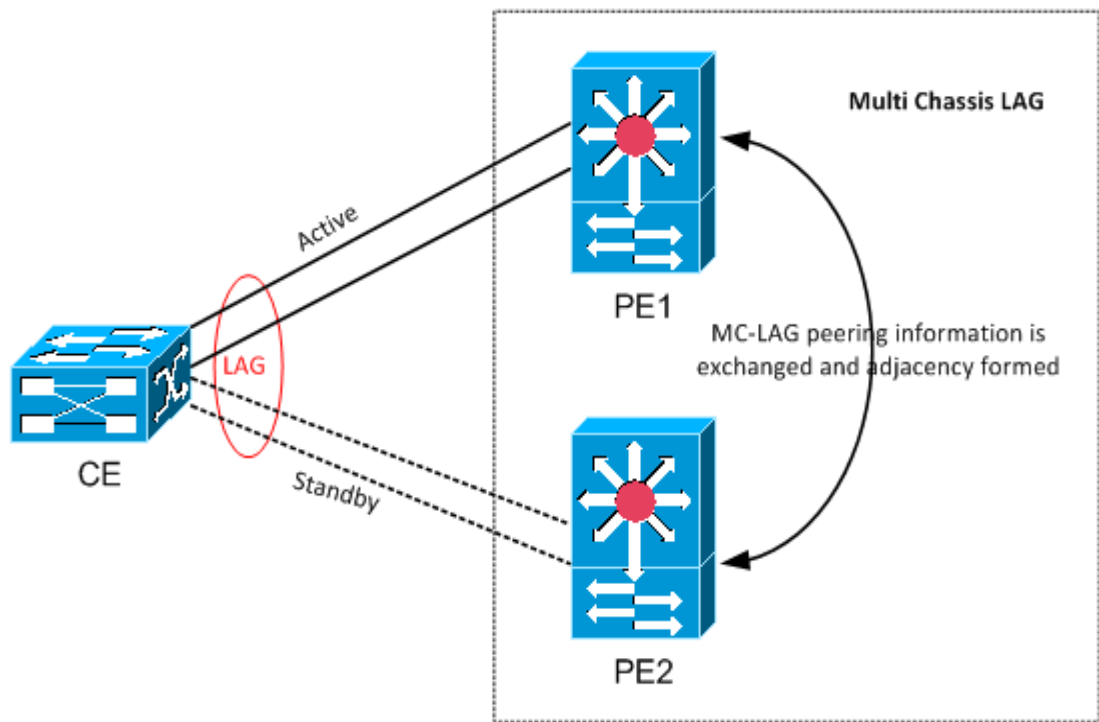 Multi Chassis LAG
Active
PE1
LAG
MC-LAG peering information is
exchanged and adjacency formed
CE
Standby
PE2